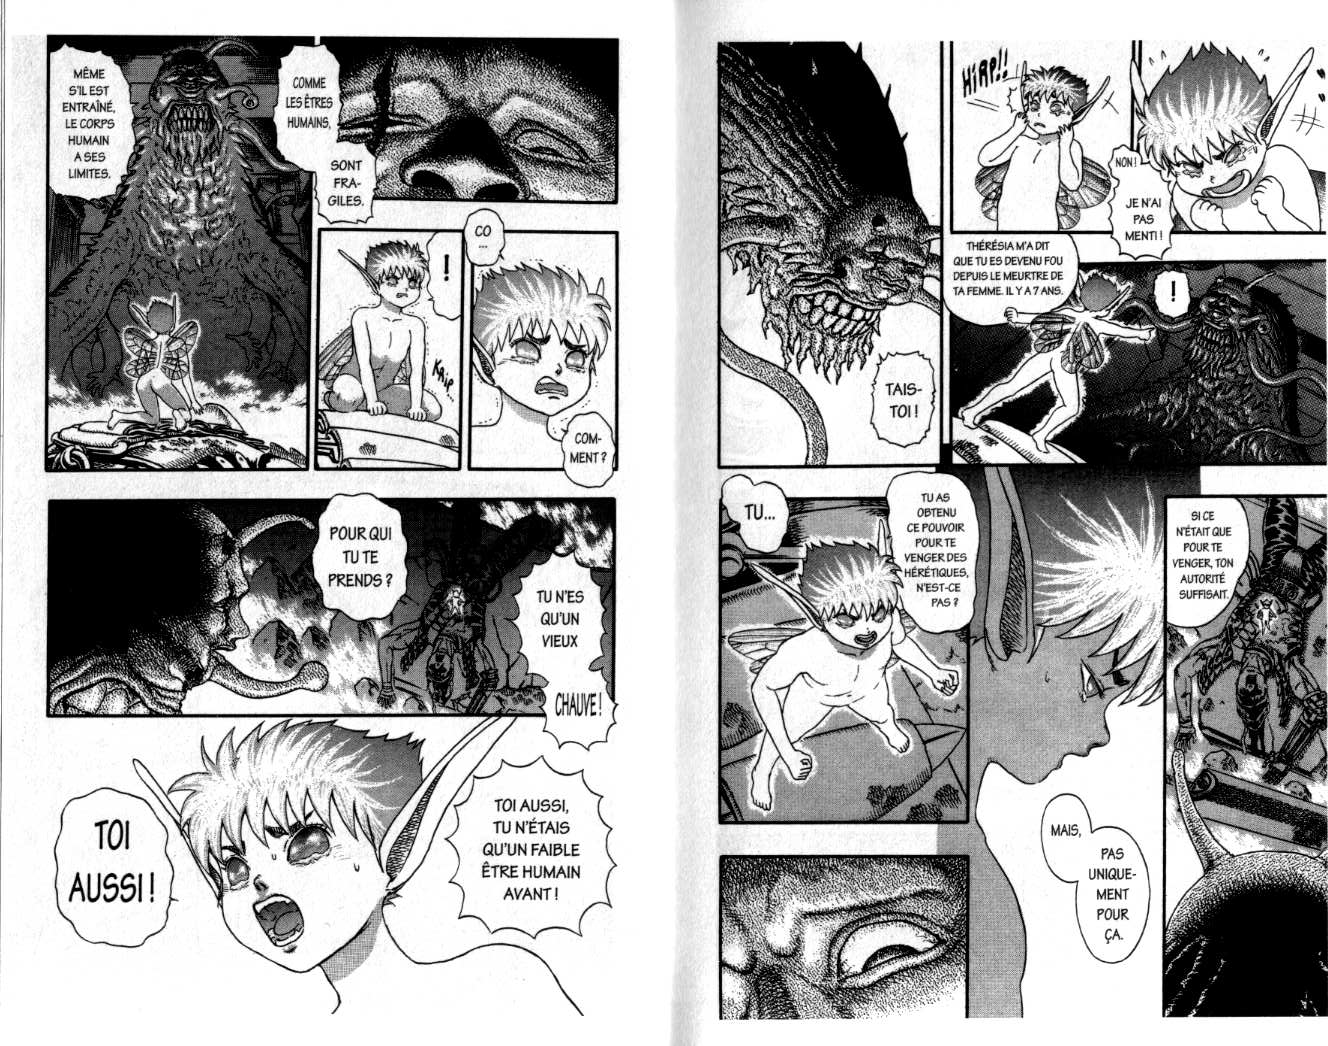 MÊME
S'IL EST
ENTRAÎNÉ,
LE CORPS
HUMAIN
A SES
LIMITES.
COMME
LES ÊTRES
HUMAINS,
SONT
FRA-
GILES.
!
KRIP...
CO
...
COM-
MENT ?
POUR QUI
TU TE
PRENDS ?
TU N'ES
QU'UN
VIEUX
CHAUVE !
TOI
AUSSI !
TOI AUSSI,
TU N'ÉTAIS
QU'UN FAIBLE
ÊTRE HUMAIN
AVANT !
TAIS-
TOI !
HIRP!!
NON !
JE N'AI
PAS
MENTI !
THÉRÉSIA M'A DIT
QUE TU ES DEVENU FOU
DEPUIS LE MEURTRE DE
TA FEMME. IL Y A 7 ANS.
!
TU...
TU AS
OBTENU
CE POUVOIR
POUR TE
VENGER DES
HÉRÉTIQUES,
N'EST-CE
PAS ?
SI CE
N'ÉTAIT QUE
POUR TE
VENGER, TON
AUTORITÉ
SUFFISAIT.
MAIS,
PAS
UNIQUE-
MENT
POUR
ÇA.